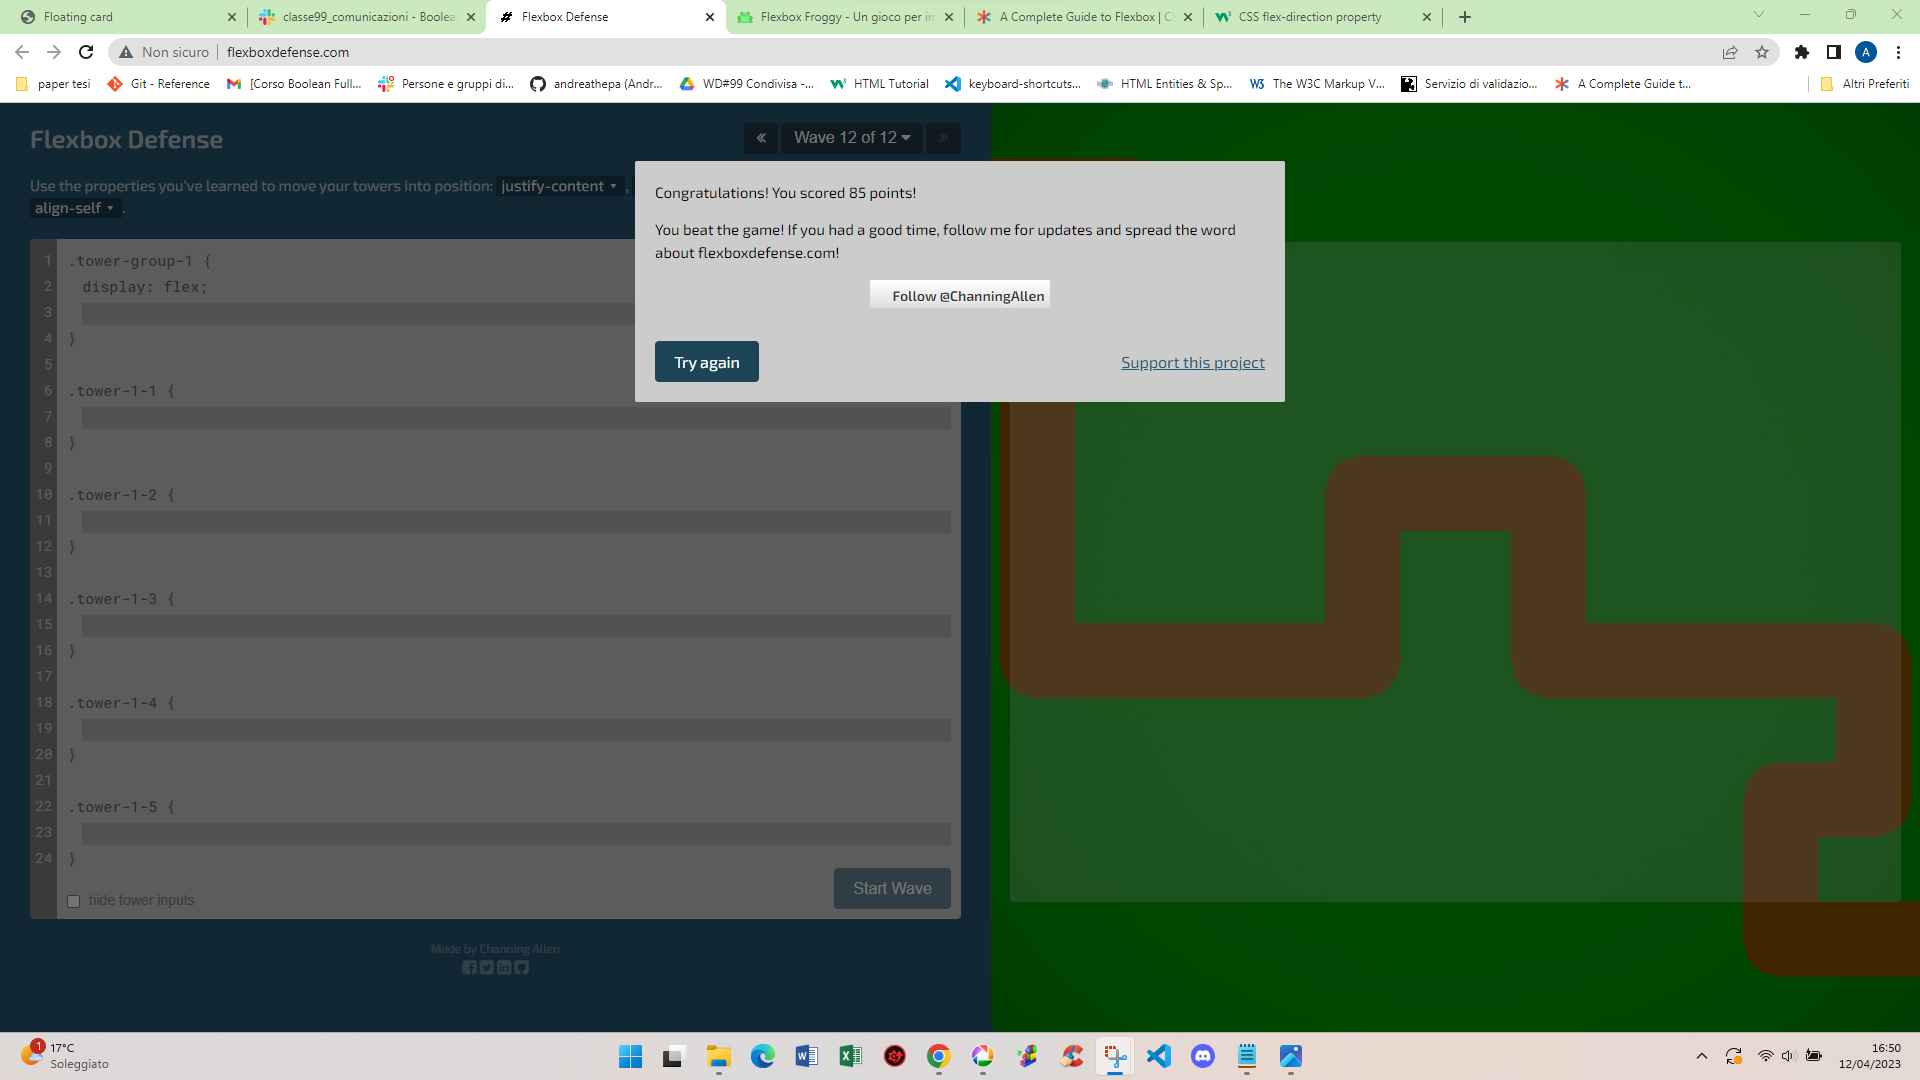 Floating card
classe99_comunicazioni - Boolea
Flexbox Defense
Flexbox Froggy - Un gioco per im
A Complete Guide to Flexbox | CS
CSS flex-direction property
Non sicuro
flexboxdefense.com
paper tesi
Git - Reference
[Corso Boolean Full...
Persone e gruppi di...
andreathepa (Andr...
WD#99 Condivisa -...
HTML Tutorial
keyboard-shortcuts...
HTML Entities & Sp...
The W3C Markup V...
Servizio di validazio...
A Complete Guide t...
Altri Preferiti
A
Flexbox Defense
« Wave 12 of 12 »
Use the properties you've learned to move your towers into position: justify-content ,
align-self .
Congratulations! You scored 85 points!
You beat the game! If you had a good time, follow me for updates and spread the word
about flexboxdefense.com!
Follow @ChanningAllen
Try again
Support this project
1 .tower-group-1 {
2 display: flex;
3
4 }
5
6 .tower-1-1 {
7
8 }
9
10 .tower-1-2 {
11
12 }
13
14 .tower-1-3 {
15
16 }
17
18 .tower-1-4 {
19
20 }
21
22 .tower-1-5 {
23
24 }
hide tower inputs
Start Wave
Made by Channing Allen
1
17°C
Soleggiato
16:50
12/04/2023